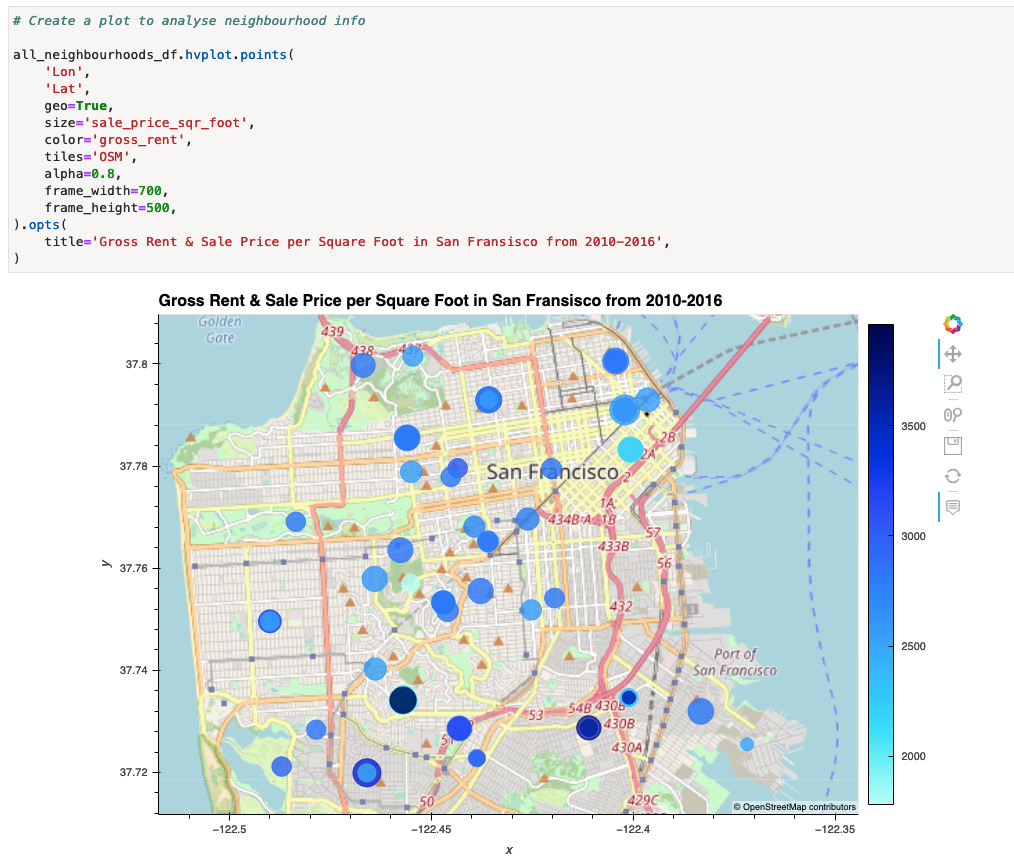 # Create a plot to analyse neighbourhood info
all_neighbourhoods_df.hvplot.points(
'Lon',
'Lat',
geo=True,
size='sale_price_sqr_foot',
color='gross_rent',
tiles='OSM',
alpha=0.8,
frame_width=700,
frame_height=500,
).opts(
title='Gross Rent & Sale Price per Square Foot in San Fransisco from 2010-2016',
)
Gross Rent & Sale Price per Square Foot in San Fransisco from 2010-2016
Golden
Gate
439
438
437
37.8
3500
2B
2A
37.78
San Francisco
2
1A
434B-A 1B
57
433B
3000
56
y
37.76
432
2500
Port of
San Francisco
37.74
53
54B 430B
430B
51
430A
2000
37.72
50
429C
© OpenStreetMap contributors
−122.5
−122.45
−122.4
−122.35
x